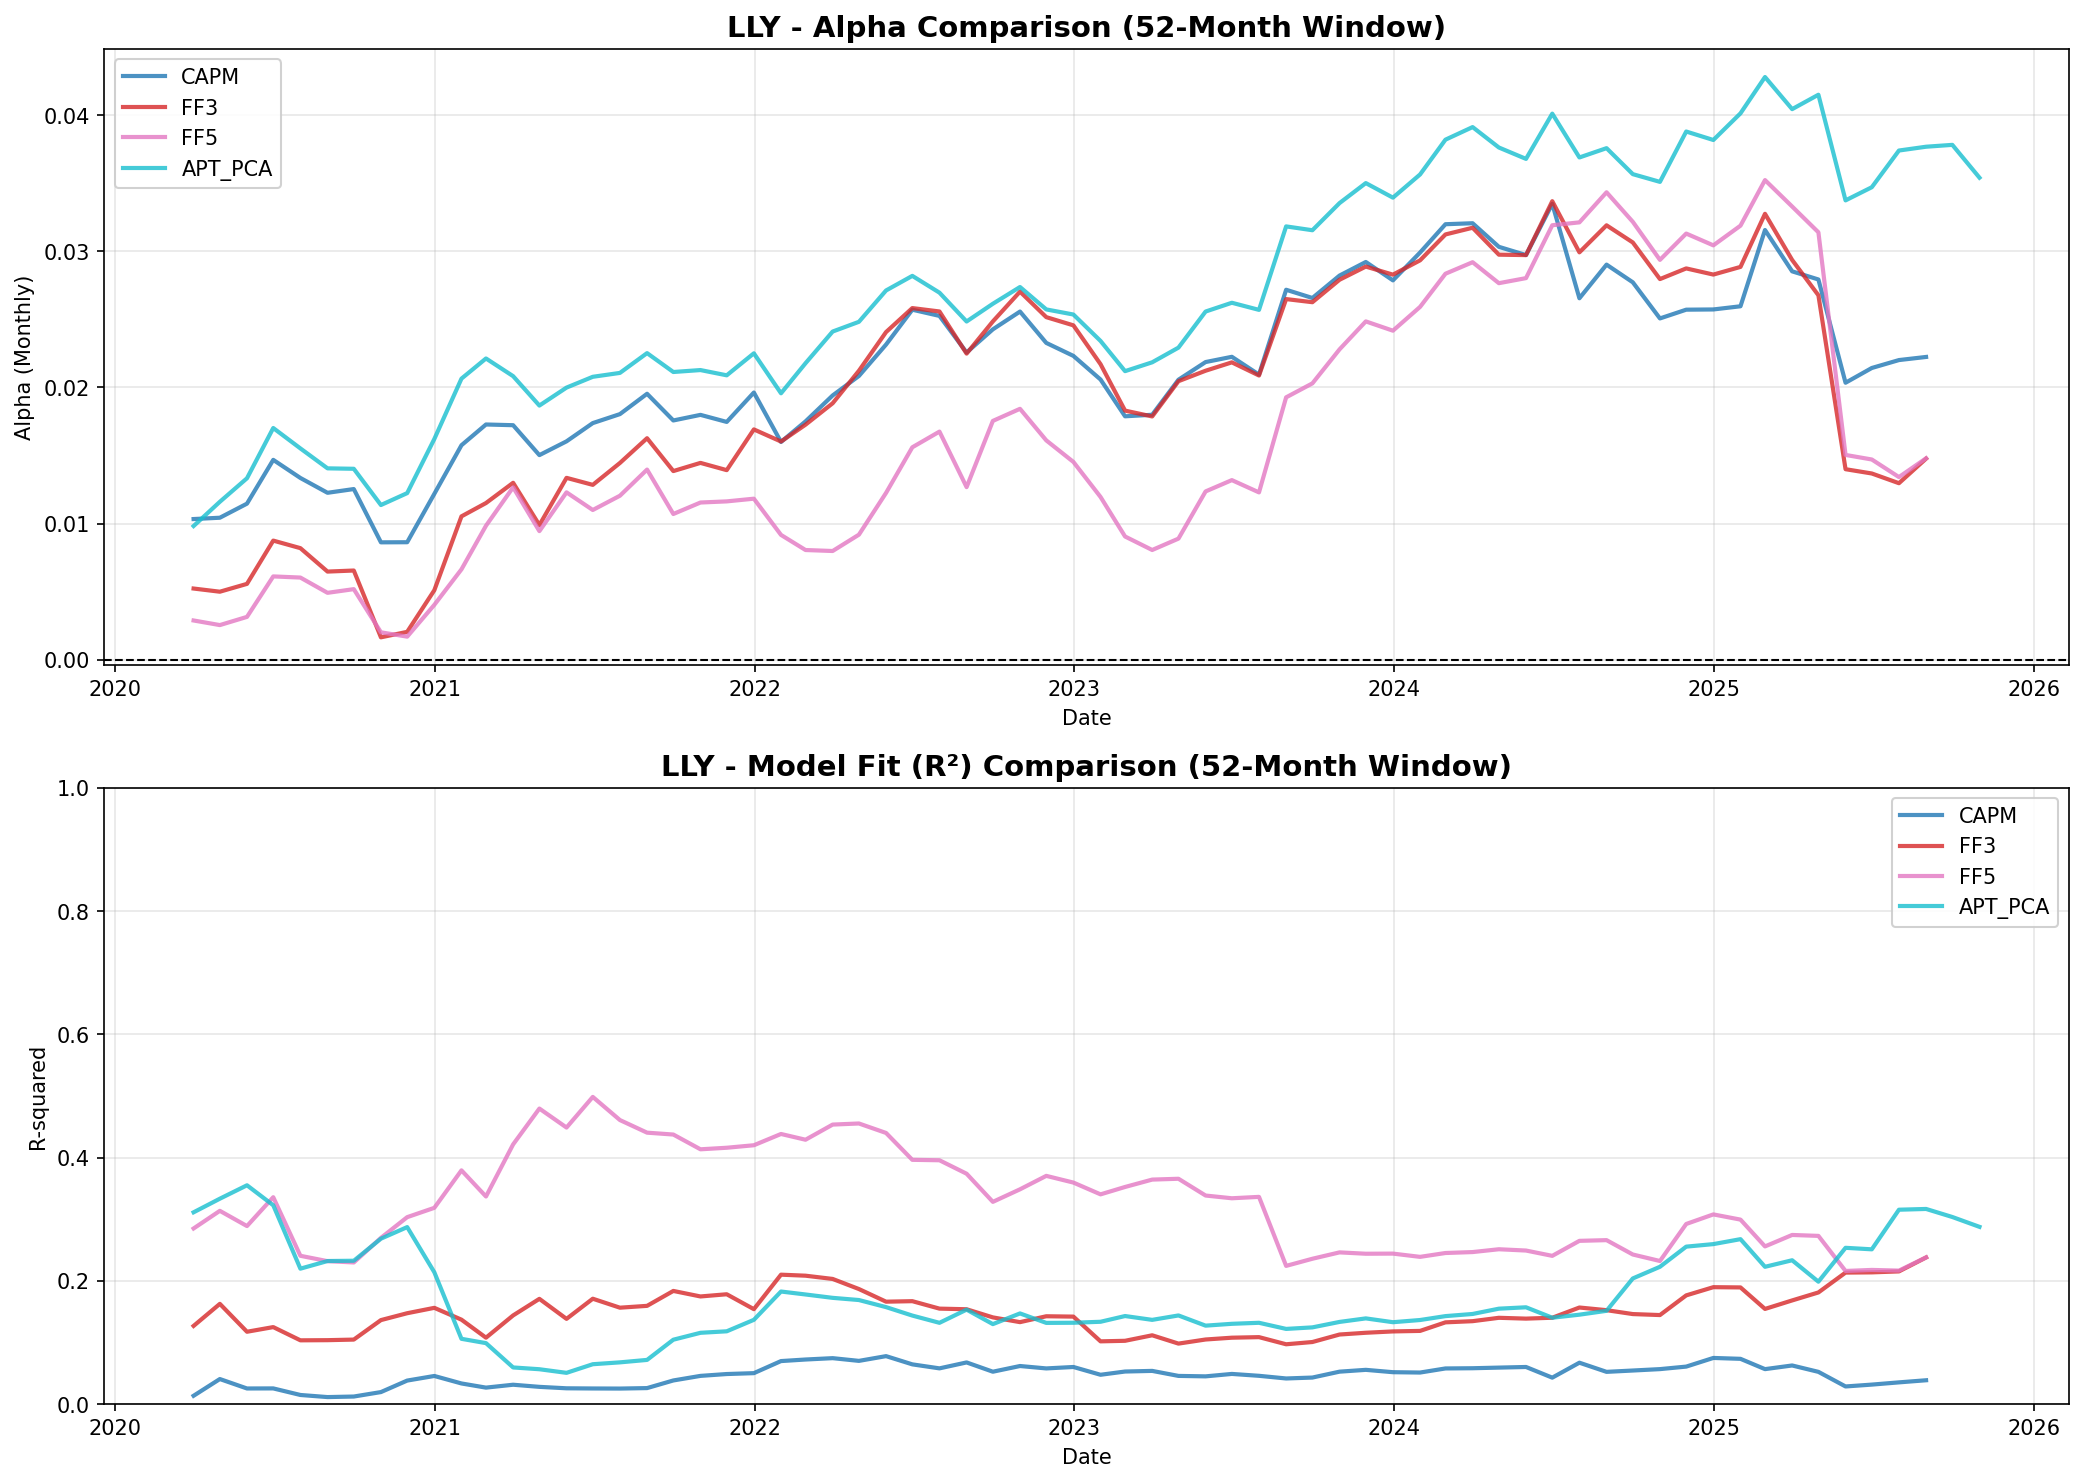 LLY - Alpha Comparison (52-Month Window)
CAPM
FF3
FF5
APT_PCA
Alpha (Monthly)
0.04
0.03
0.02
0.01
0.00
2020 2021 2022 2023 2024 2025 2026
Date
LLY - Model Fit (R²) Comparison (52-Month Window)
CAPM
FF3
FF5
APT_PCA
R-squared
1.0
0.8
0.6
0.4
0.2
0.0
2020 2021 2022 2023 2024 2025 2026
Date